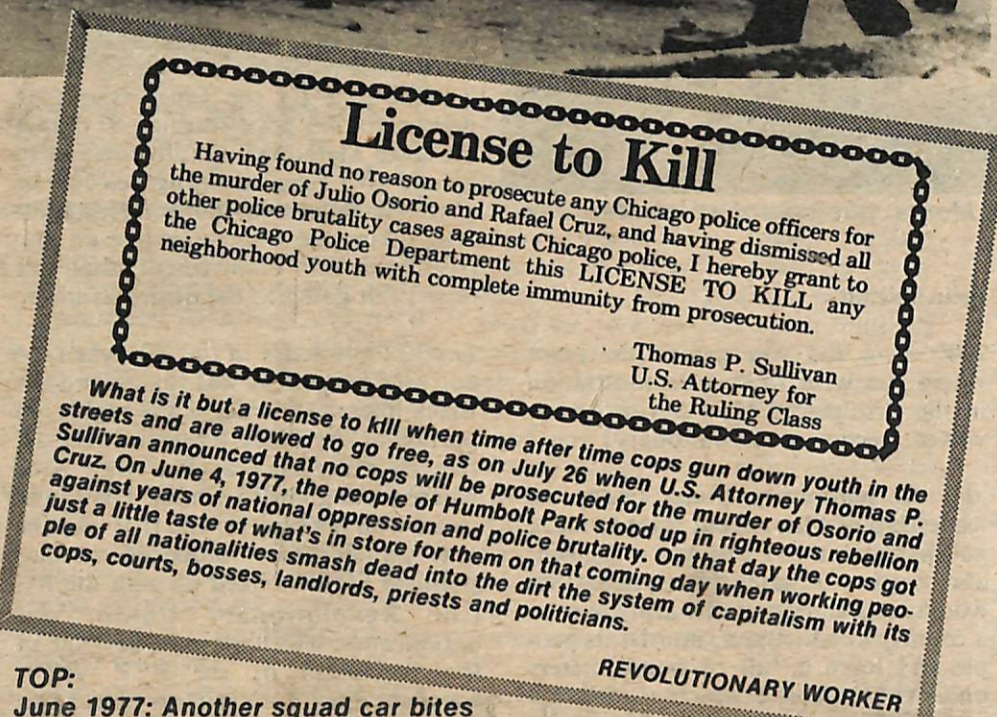 License to Kill
Having found no reason to prosecute any Chicago police officers for
the murder of Julio Osorio and Rafael Cruz, and having dismissed all
other police brutality cases against Chicago police, I hereby grant to
the Chicago Police Department this LICENSE TO KILL any
neighborhood youth with complete immunity from prosecution.
Thomas P. Sullivan
U.S. Attorney for
the Ruling Class
What is it but a license to kill when time after time cops gun down youth in the
streets and are allowed to go free, as on July 26 when U.S. Attorney Thomas P.
Sullivan announced that no cops will be prosecuted for the murder of Osorio and
Cruz. On June 4, 1977, the people of Humbolt Park stood up in righteous rebellion
against years of national oppression and police brutality. On that day the cops got
just a little taste of what's in store for them on that coming day when working peo-
ple of all nationalities smash dead into the dirt the system of capitalism with its
cops, courts, bosses, landlords, priests and politicians.
REVOLUTIONARY WORKER
TOP:
June 1977: Another squad car bites